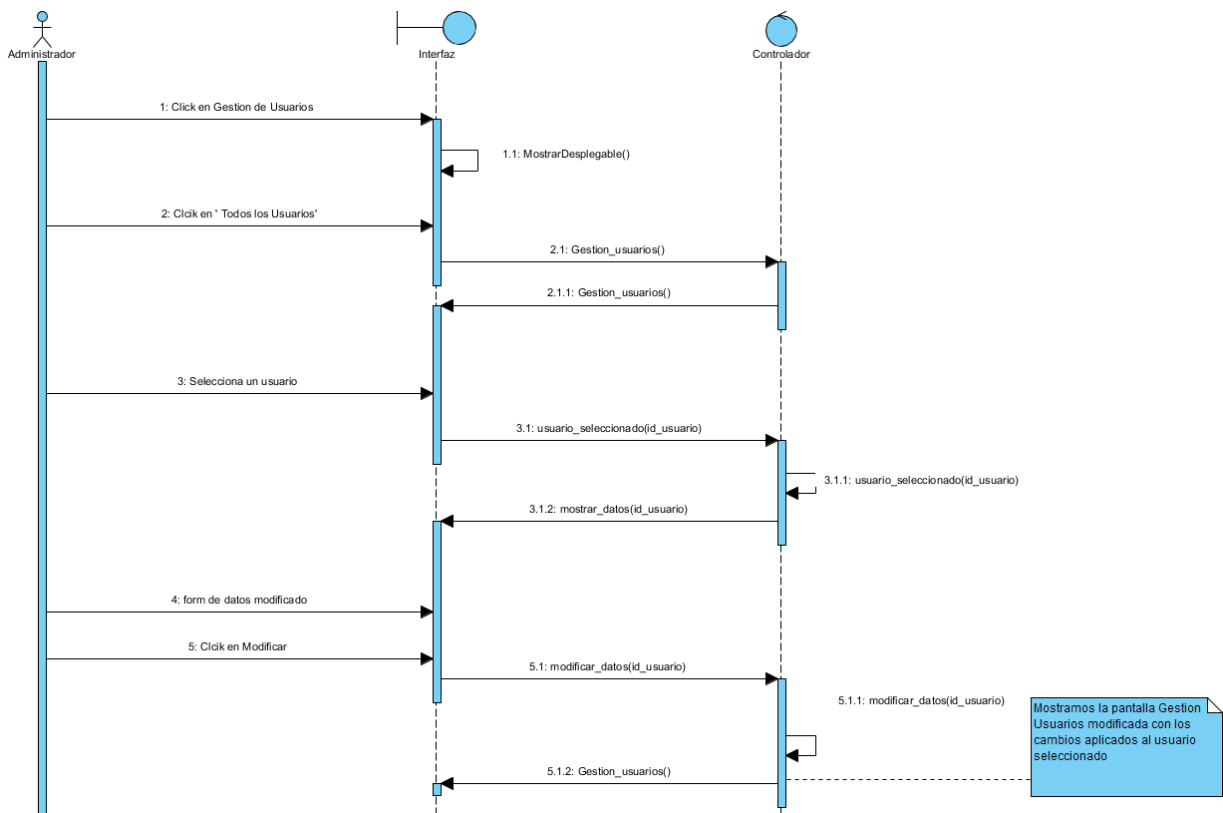 Administrador
Interfaz
Controlador
1: Click en Gestion de Usuarios
1.1: MostrarDesplegable()
2: Clcik en ' Todos los Usuarios'
2.1: Gestion_usuarios()
2.1.1: Gestion_usuarios()
3: Selecciona un usuario
3.1: usuario_seleccionado(id_usuario)
3.1.1: usuario_seleccionado(id_usuario)
3.1.2: mostrar_datos(id_usuario)
4: form de datos modificado
5: Clcik en Modificar
5.1: modificar_datos(id_usuario)
5.1.1: modificar_datos(id_usuario)
Mostramos la pantalla Gestion
Usuarios modificada con los
cambios aplicados al usuario
seleccionado
5.1.2: Gestion_usuarios()